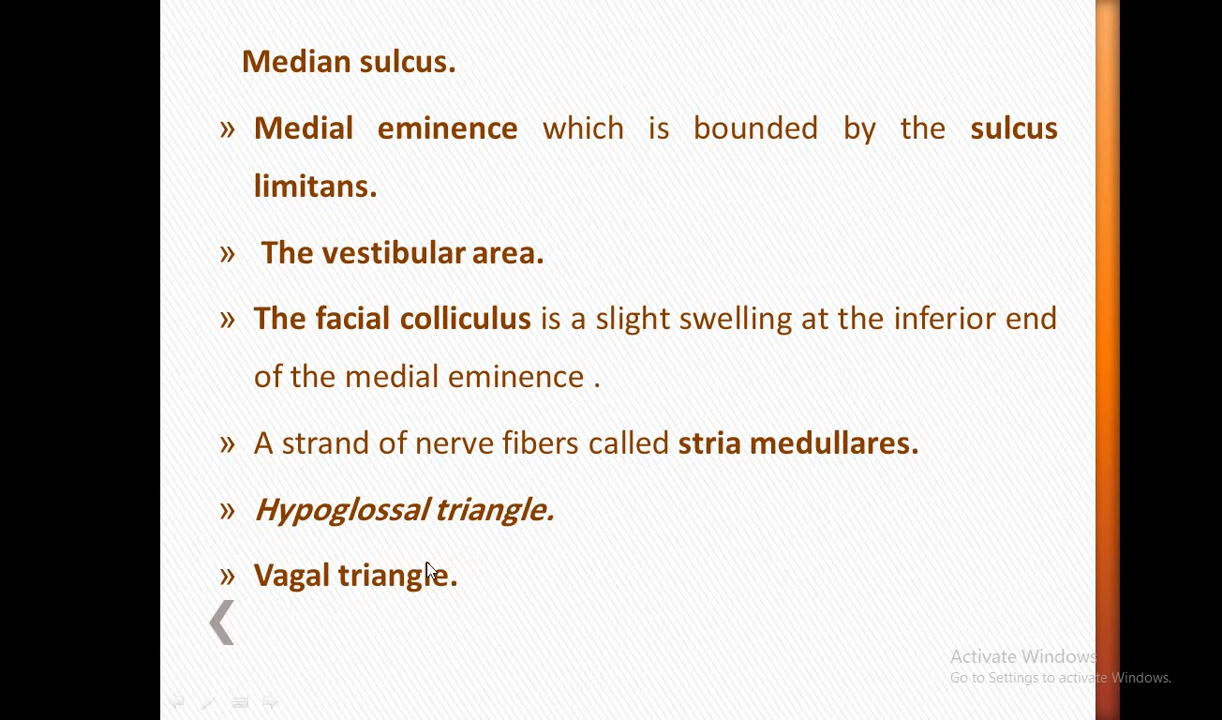 Median sulcus.
» Medial eminence which is bounded by the sulcus
limitans.
» The vestibular area.
» The facial colliculus is a slight swelling at the inferior end
of the medial eminence .
» A strand of nerve fibers called stria medullares.
» Hypoglossal triangle.
» Vagal triangle.
Activate Windows
Go to Settings to activate Windows.